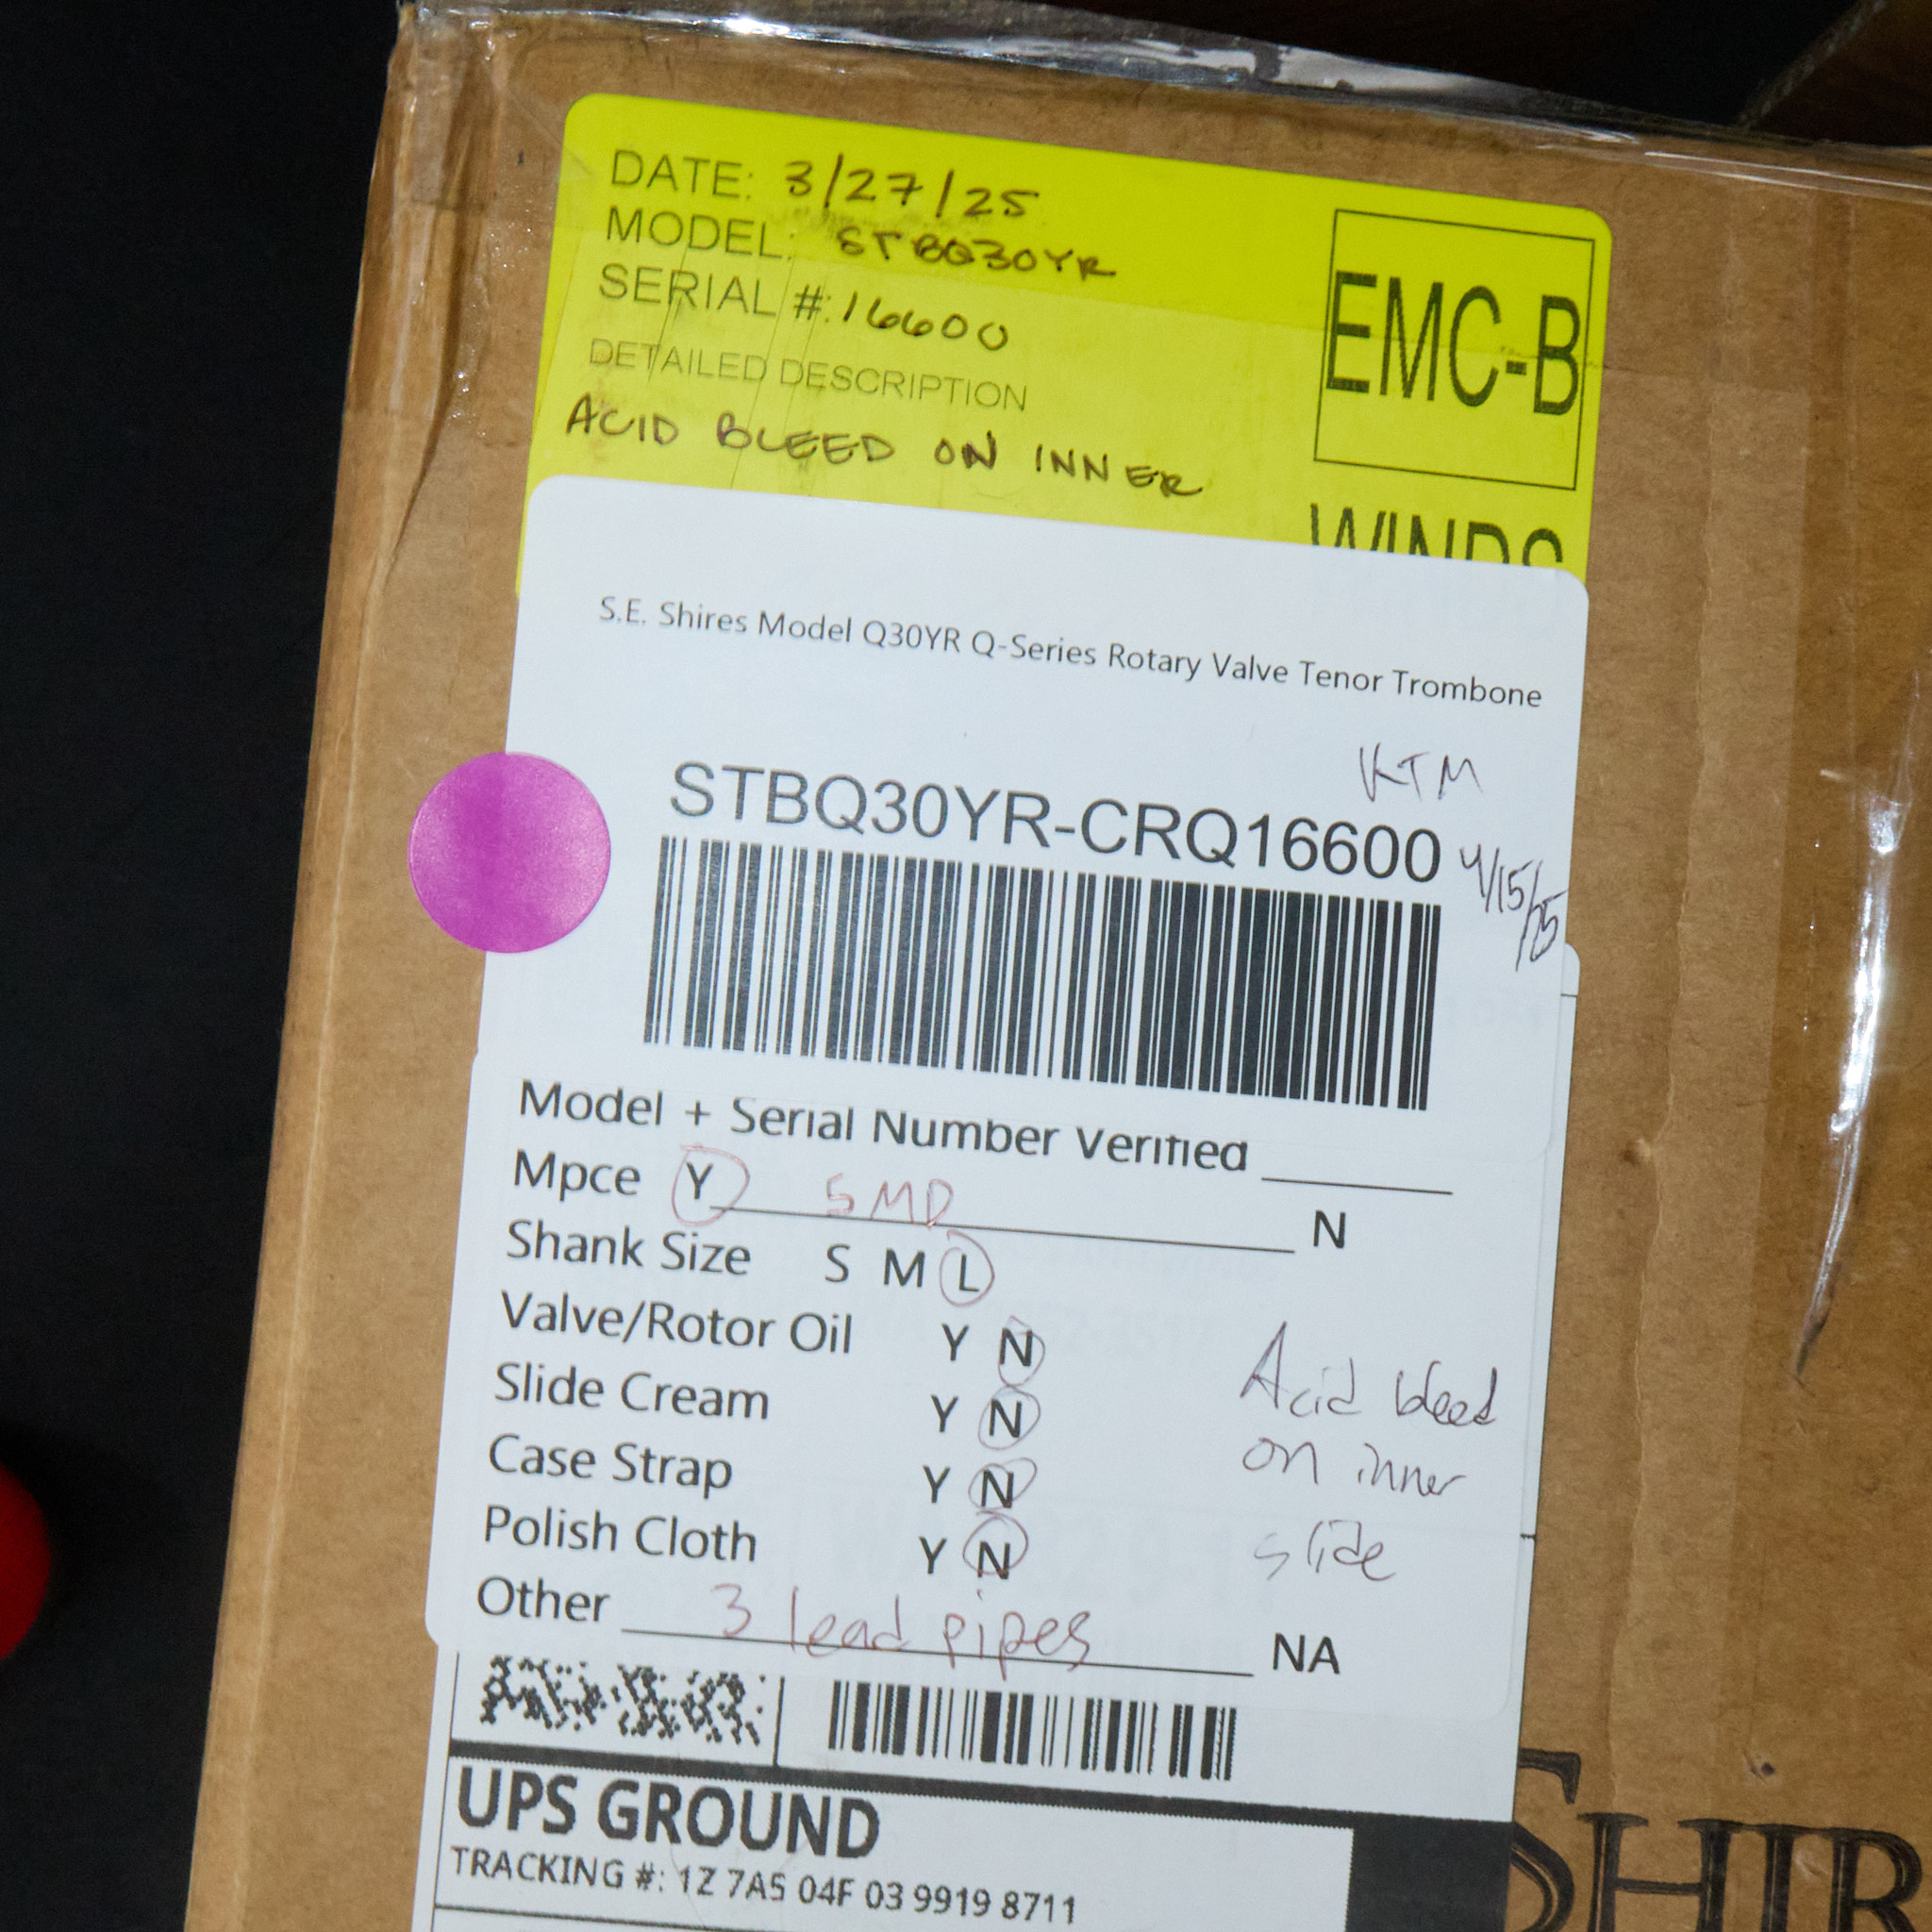 DATE: 3/27/25
MODEL: STBQ30YR
SERIAL #: 16600
DETAILED DESCRIPTION
ACID BLEED ON INNER
EMC-B
WINDS
S.E. Shires Model Q30YR Q-Series Rotary Valve Tenor Trombone
KTM
STBQ30YR-CRQ16600
4/15/25
Model + Serial Number Verified
Mpce Y SMD N
Shank Size S M L
Valve/Rotor Oil Y N
Slide Cream Y N
Case Strap Y N
Polish Cloth Y N
Other 3 lead pipes NA
Acid bleed
on inner
slide
UPS GROUND
TRACKING #: 1Z 7A5 04F 03 9919 8711
SHIR